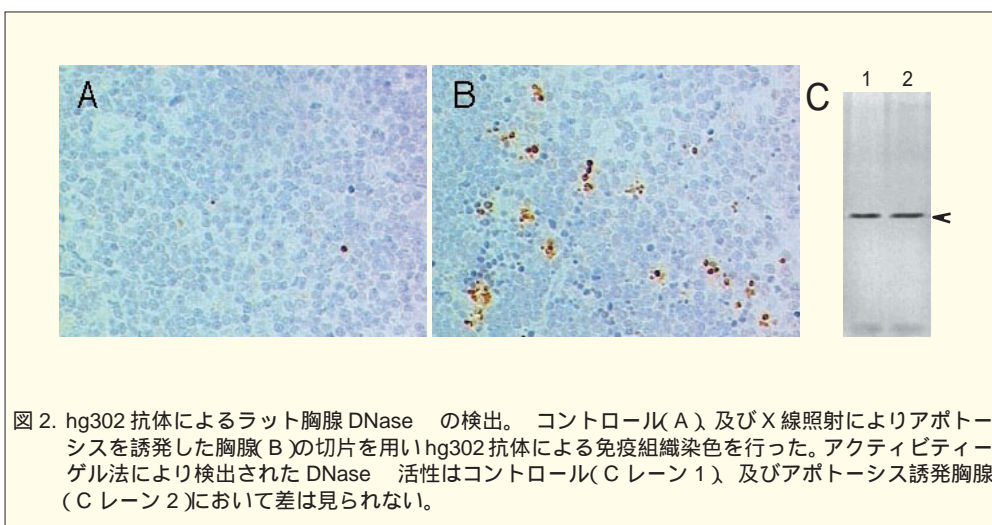 A
B
C
1 2
図 2. hg302 抗体によるラット胸腺 DNase の検出。 コントロール( A )、及び X 線照射によりアポトー
シスを誘発した胸腺( B )の切片を用い hg302 抗体による免疫組織染色を行った。アクティビティー
ゲル法により検出された DNase 活性はコントロール( C レーン 1 )、及びアポトーシス誘発胸腺
( C レーン 2 )において差は見られない。